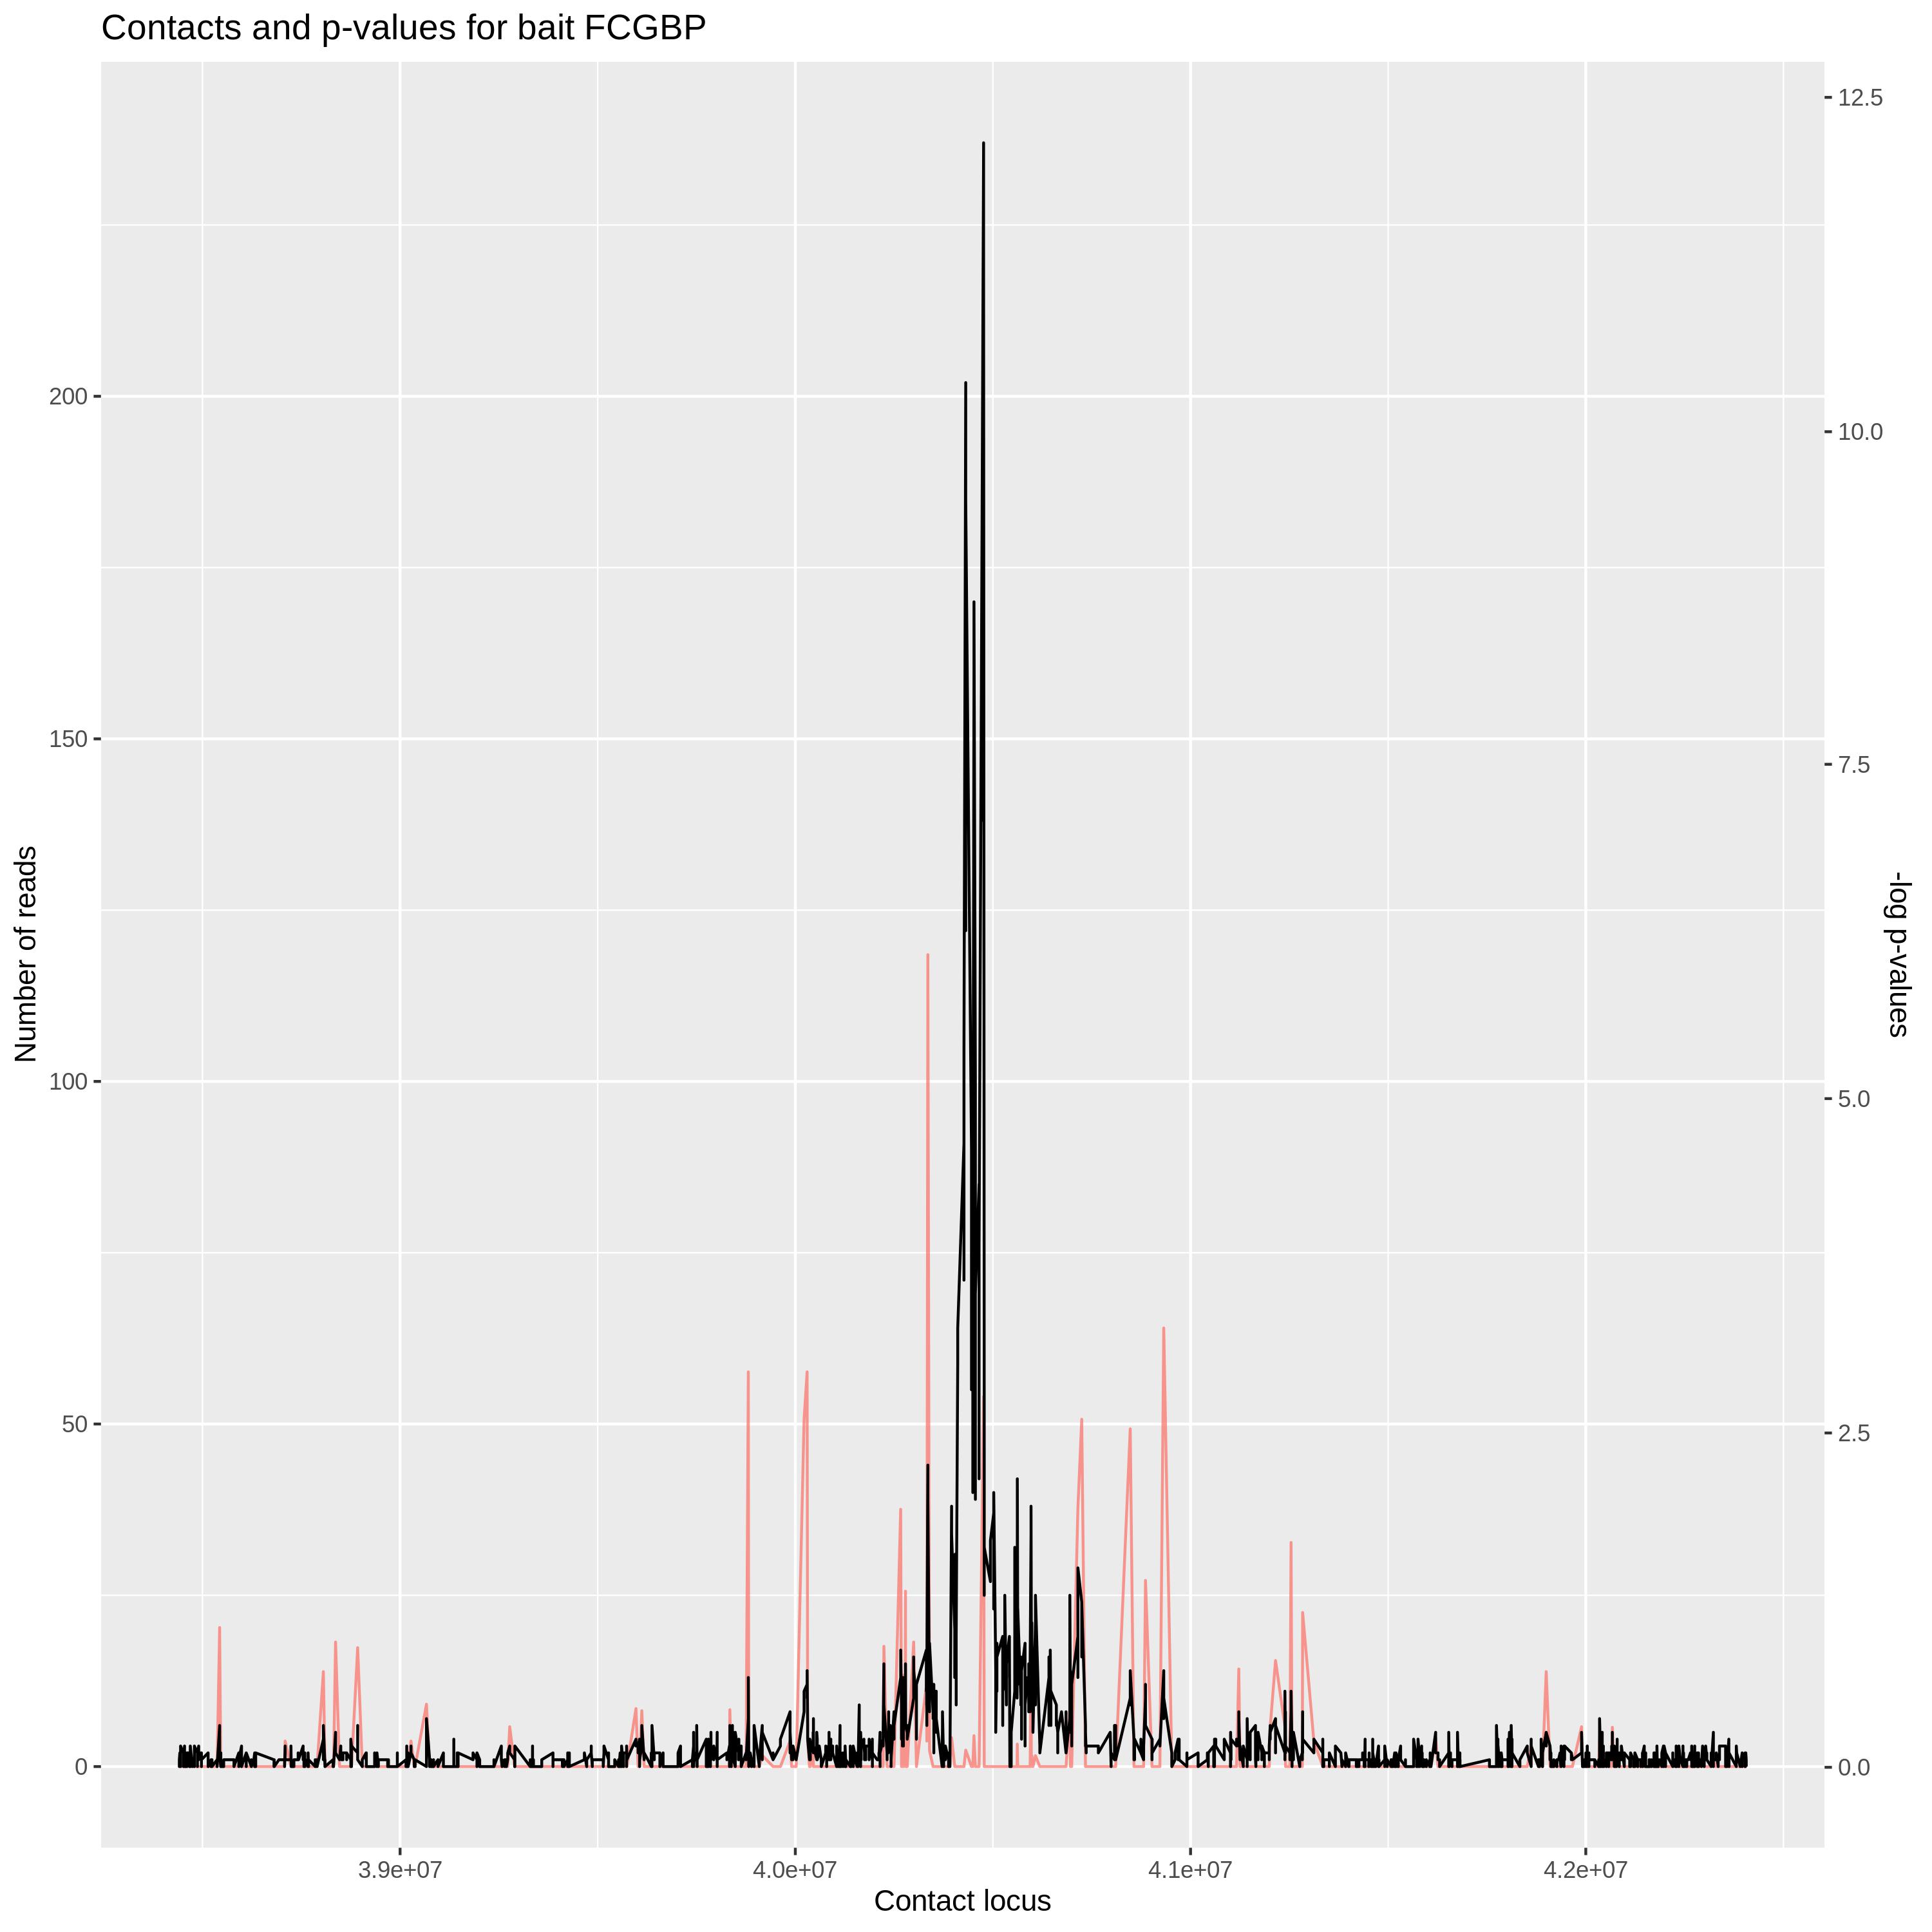 Contacts and p-values for bait FCGBP
12.5
10.0
7.5
5.0
2.5
0.0
200
150
100
50
0
Number of reads
-log p-values
3.9e+07 4.0e+07 4.1e+07 4.2e+07
Contact locus